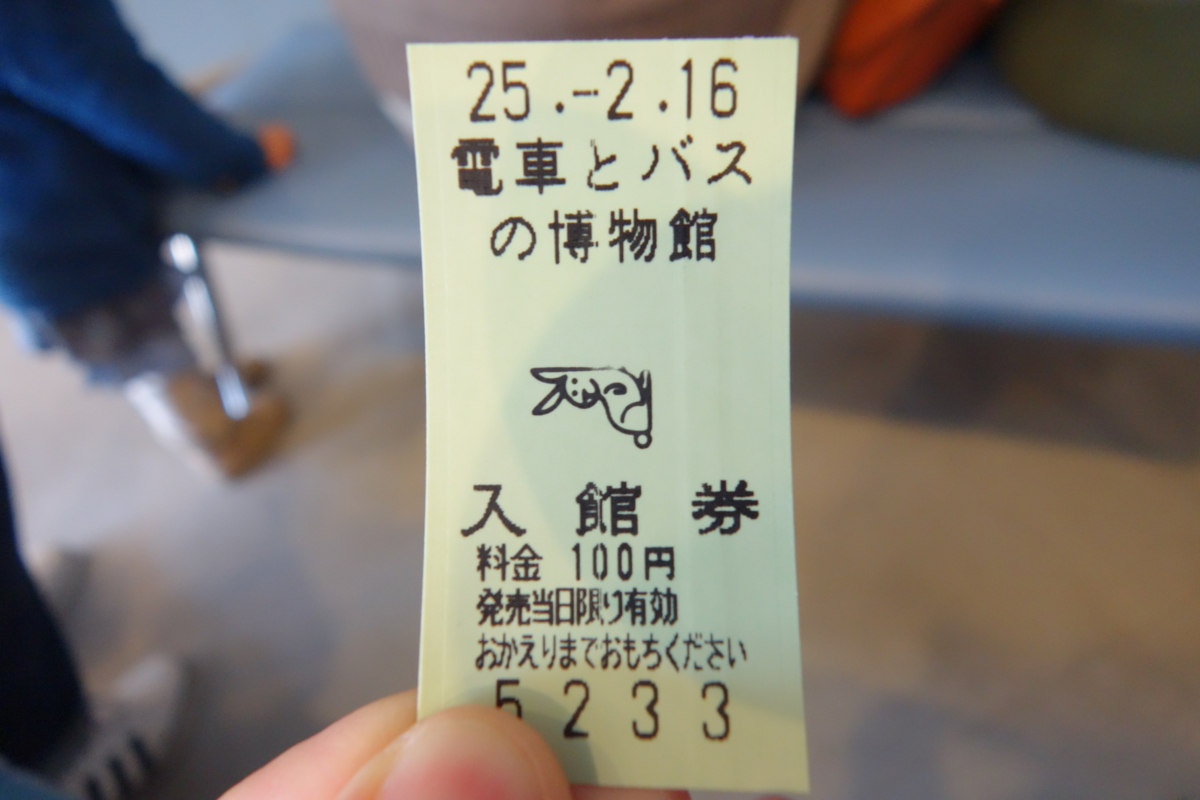 25.-2.16
電車とバス
の博物館
入館券
料金 100円
発売当日限り有効
おかえりまでおもちください
5233